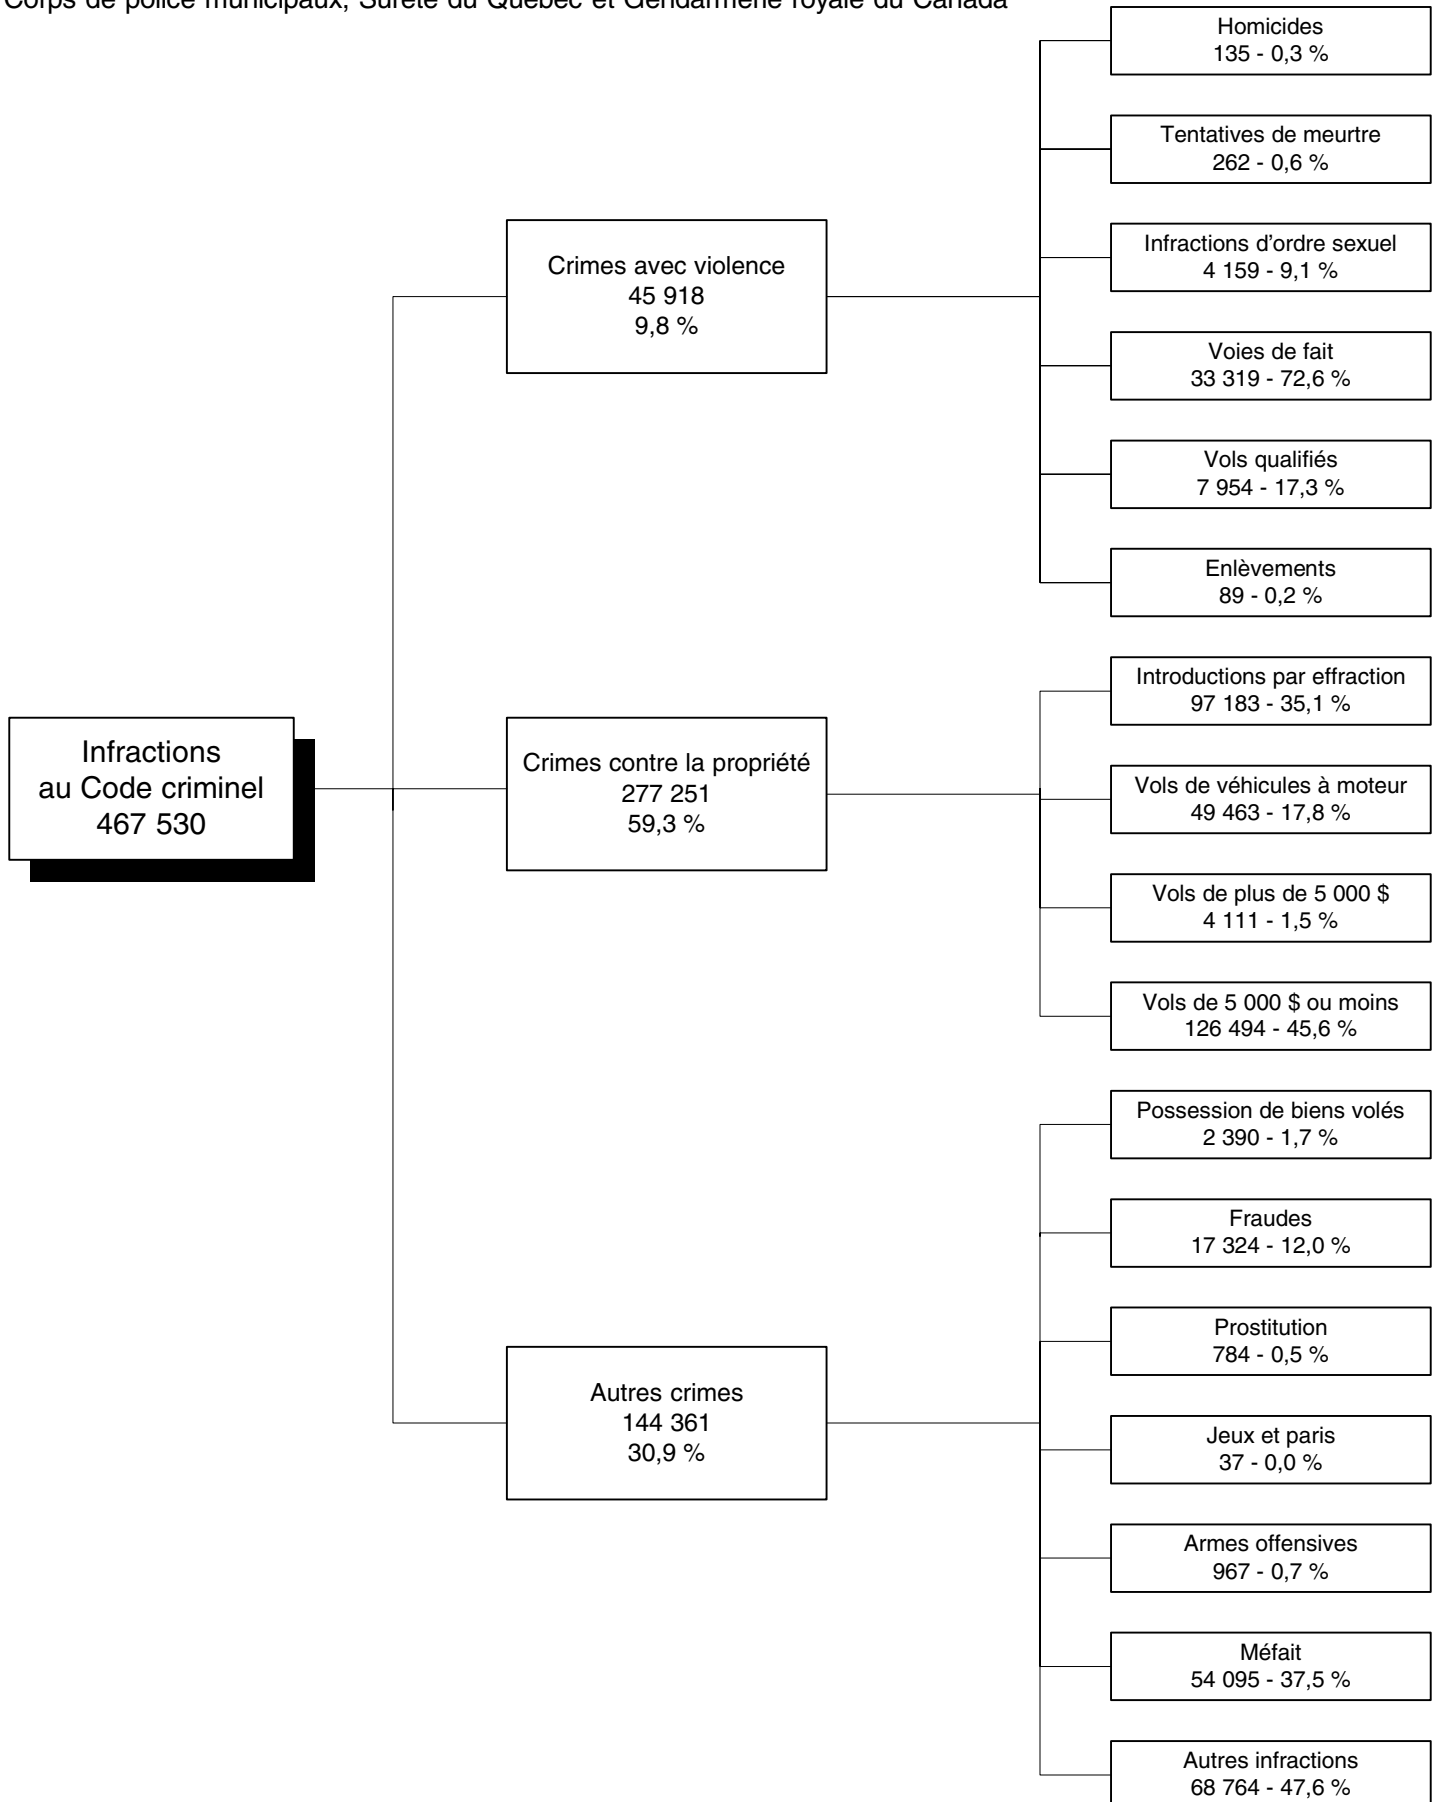 Corps de police municipaux, Sûreté du Québec et Gendarmerie royale du Canada
Homicides
135 - 0,3 %
Tentatives de meurtre
262 - 0,6 %
Infractions d'ordre sexuel
4 159 - 9,1 %
Crimes avec violence
45 918
9,8 %
Voies de fait
33 319 - 72,6 %
Vols qualifiés
7 954 - 17,3 %
Enlèvements
89 - 0,2 %
Introductions par effraction
97 183 - 35,1 %
Infractions
au Code criminel
467 530
Crimes contre la propriété
277 251
59,3 %
Vols de véhicules à moteur
49 463 - 17,8 %
Vols de plus de 5 000 $
4 111 - 1,5 %
Vols de 5 000 $ ou moins
126 494 - 45,6 %
Possession de biens volés
2 390 - 1,7 %
Fraudes
17 324 - 12,0 %
Prostitution
784 - 0,5 %
Autres crimes
144 361
30,9 %
Jeux et paris
37 - 0,0 %
Armes offensives
967 - 0,7 %
Méfait
54 095 - 37,5 %
Autres infractions
68 764 - 47,6 %